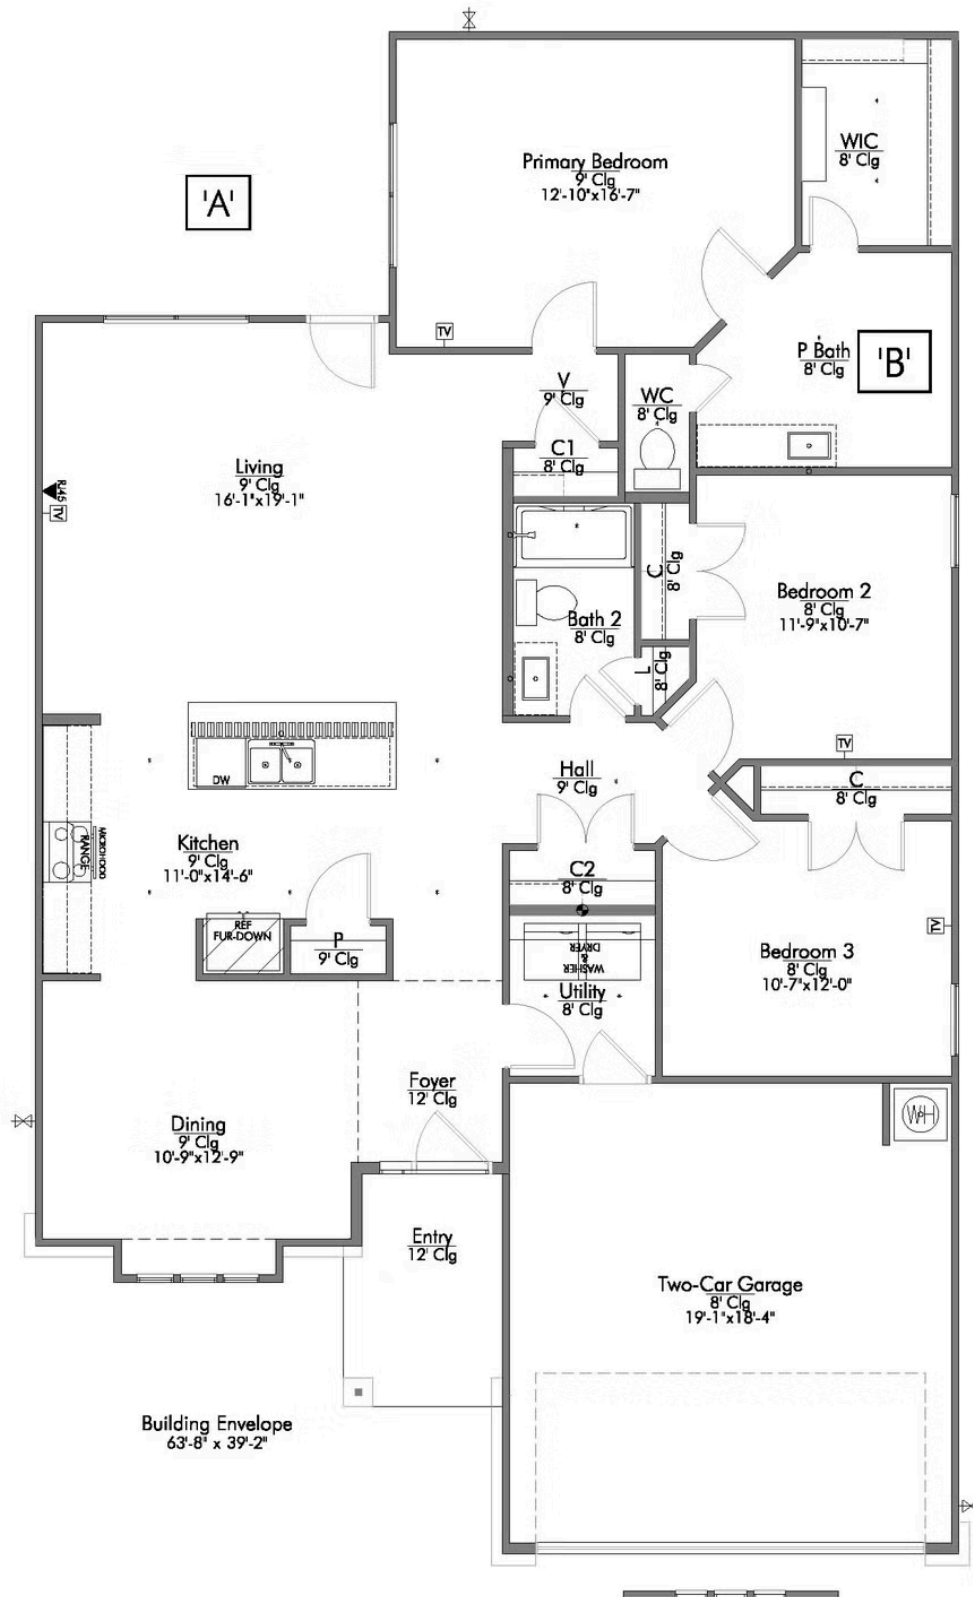 Primary Bedroom
9' Clg
12'-10"x16'-7"
WIC
8' Clg
'A'
TV
P Bath
8' Clg
'B'
V
9' Clg
WC
8' Clg
C1
8' Clg
Living
9' Clg
16'-1"x19'-1"
RJ45
TV
C
8' Clg
Bedroom 2
8' Clg
11'-9"x10'-7"
Bath 2
8' Clg
L
8' Clg
TV
DW
Hall
9' Clg
C
8' Clg
Kitchen
9' Clg
11'-0"x14'-6"
RANGE
MICROHOOD
C2
8' Clg
REF
FUR-DOWN
P
9' Clg
WASHER
&
DRYER
TV
Bedroom 3
8' Clg
10'-7"x12'-0"
Utility
8' Clg
Foyer
12' Clg
WH
Dining
9' Clg
10'-9"x12'-9"
Entry
12' Clg
Two-Car Garage
8' Clg
19'-1"x18'-4"
Building Envelope
63'-8" x 39'-2"